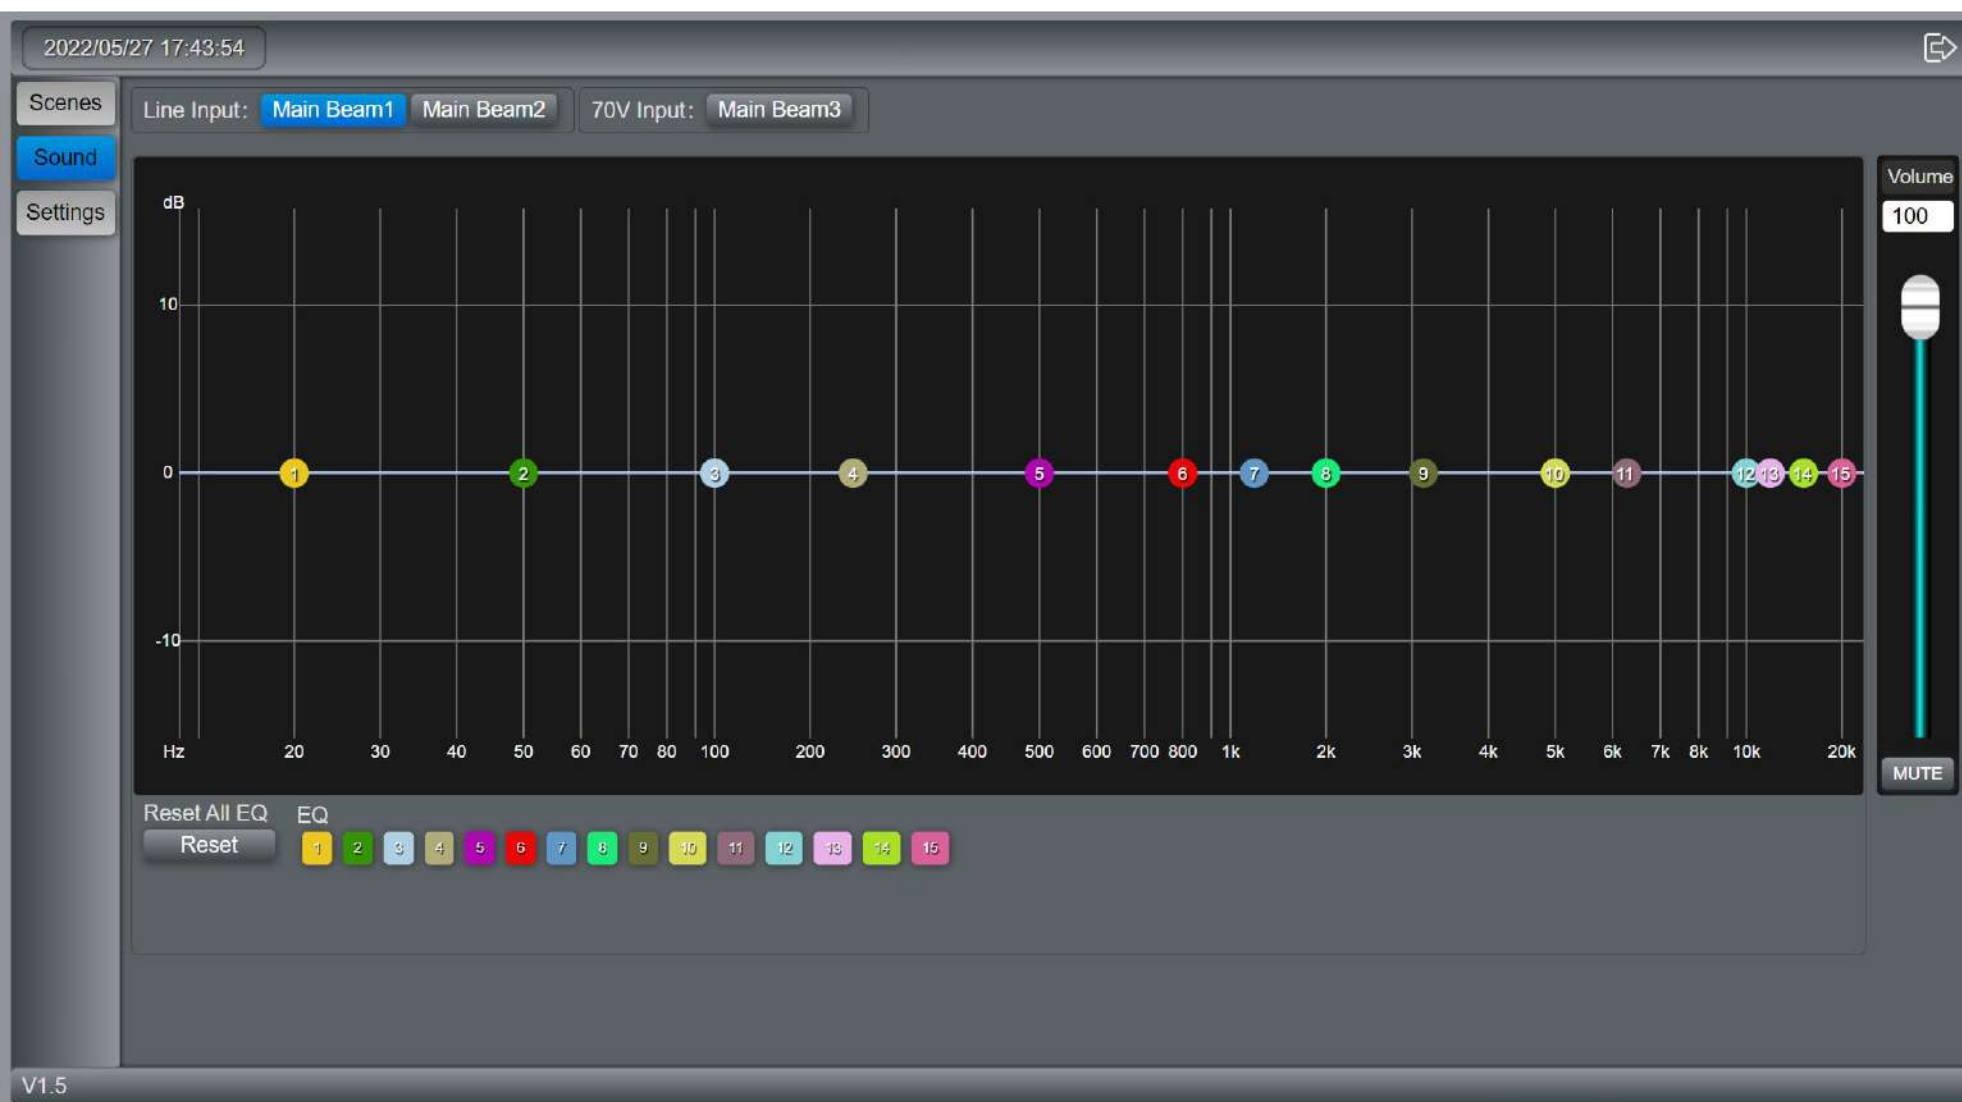 2022/05/27 17:43:54
Scenes
Sound
Settings
Line Input: Main Beam1 Main Beam2 70V Input: Main Beam3
dB
10
0
-10
1 2 3 4 5 6 7 8 9 10 11 12 13 14 15
Hz 20 30 40 50 60 70 80 100 200 300 400 500 600 700 800 1k 2k 3k 4k 5k 6k 7k 8k 10k 20k
Volume
100
MUTE
Reset All EQ EQ
Reset 1 2 3 4 5 6 7 8 9 10 11 12 13 14 15
V1.5